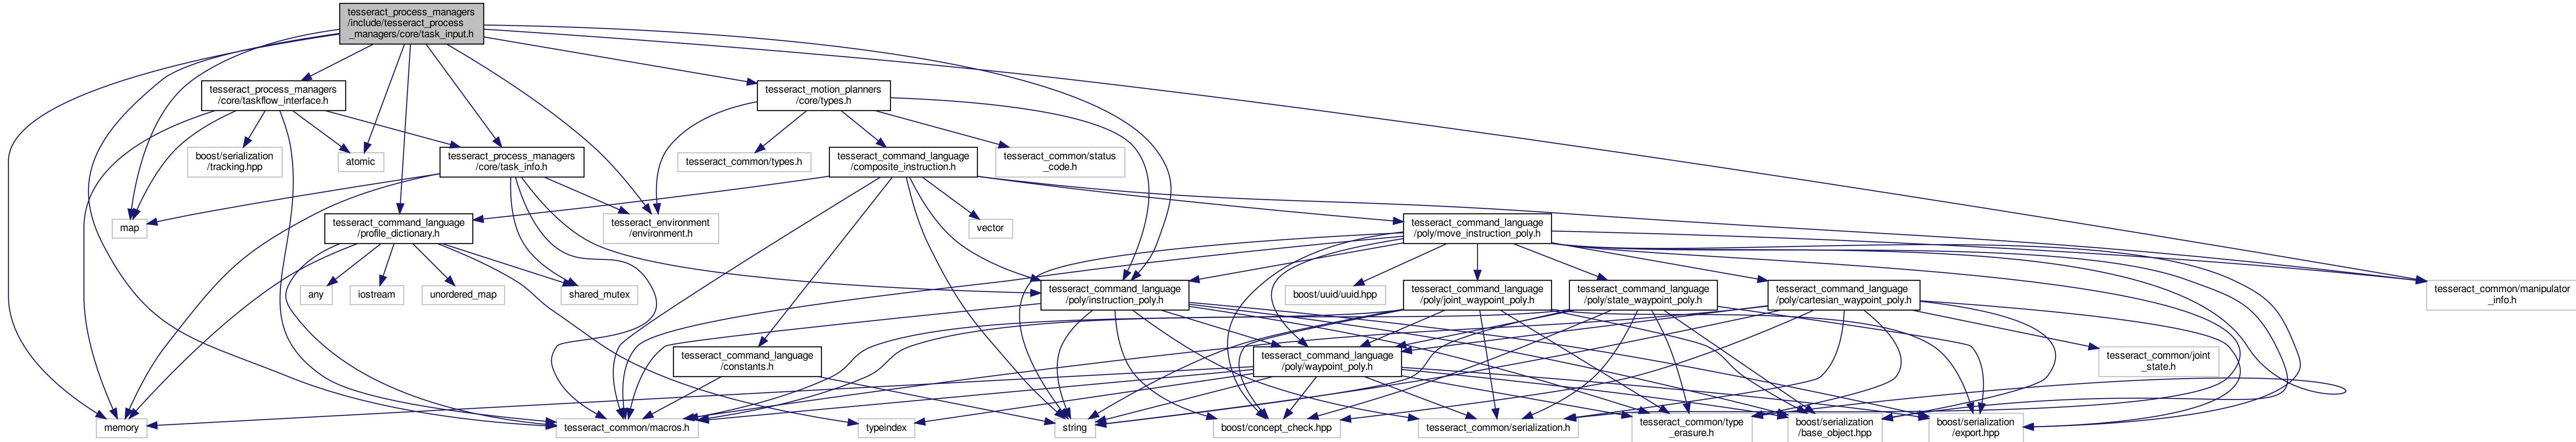 tesseract_process_managers
/include/tesseract_process
_managers/core/task_input.h
tesseract_process_managers
/core/taskflow_interface.h
tesseract_motion_planners
/core/types.h
boost/serialization
/tracking.hpp
atomic
tesseract_process_managers
/core/task_info.h
tesseract_common/types.h
tesseract_command_language
/composite_instruction.h
tesseract_common/status
_code.h
map
tesseract_command_language
/profile_dictionary.h
tesseract_environment
/environment.h
vector
tesseract_command_language
/poly/move_instruction_poly.h
any
iostream
unordered_map
shared_mutex
tesseract_command_language
/poly/instruction_poly.h
boost/uuid/uuid.hpp
tesseract_command_language
/poly/joint_waypoint_poly.h
tesseract_command_language
/poly/state_waypoint_poly.h
tesseract_command_language
/poly/cartesian_waypoint_poly.h
tesseract_common/manipulator
_info.h
tesseract_command_language
/constants.h
tesseract_command_language
/poly/waypoint_poly.h
tesseract_common/joint
_state.h
memory
tesseract_common/macros.h
typeindex
string
boost/concept_check.hpp
tesseract_common/serialization.h
tesseract_common/type
_erasure.h
boost/serialization
/base_object.hpp
boost/serialization
/export.hpp